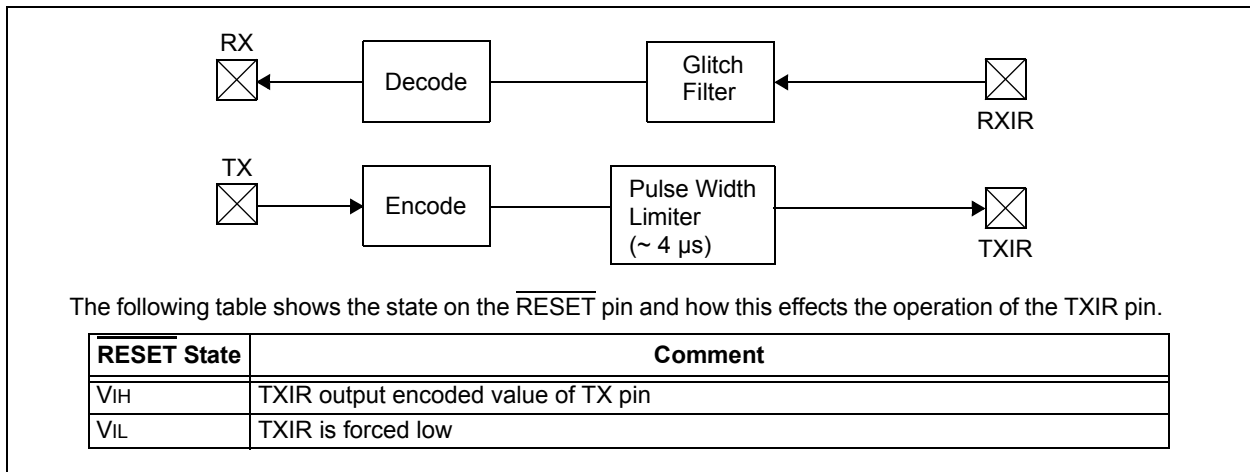 RX
Decode
Glitch
Filter
RXIR
TX
Encode
Pulse Width
Limiter
(~ 4 µs)
TXIR
The following table shows the state on the RESET pin and how this effects the operation of the TXIR pin.
RESET State Comment
VIH TXIR output encoded value of TX pin
VIL TXIR is forced low